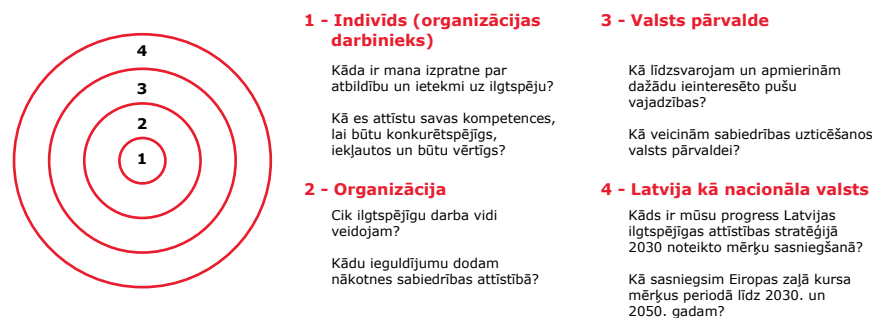 4
3
2
1
1 - Indivīds (organizācijas
darbinieks)
Kāda ir mana izpratne par
atbildību un ietekmi uz ilgtspēju?
Kā es attīstu savas kompetences,
lai būtu konkurētspējīgs,
iekļautos un būtu vērtīgs?
2 - Organizācija
Cik ilgtspējīgu darba vidi
veidojam?
Kādu ieguldījumu dodam
nākotnes sabiedrības attīstībā?
3 - Valsts pārvalde
Kā līdzsvarojam un apmierinām
dažādu ieinteresēto pušu
vajadzības?
Kā veicinām sabiedrības uzticēšanos
valsts pārvaldei?
4 - Latvija kā nacionāla valsts
Kāds ir mūsu progress Latvijas
ilgtspējīgas attīstības stratēģijā
2030 noteikto mērķu sasniegšanā?
Kā sasniegsim Eiropas zaļā kursa
mērķus periodā līdz 2030. un
2050. gadam?